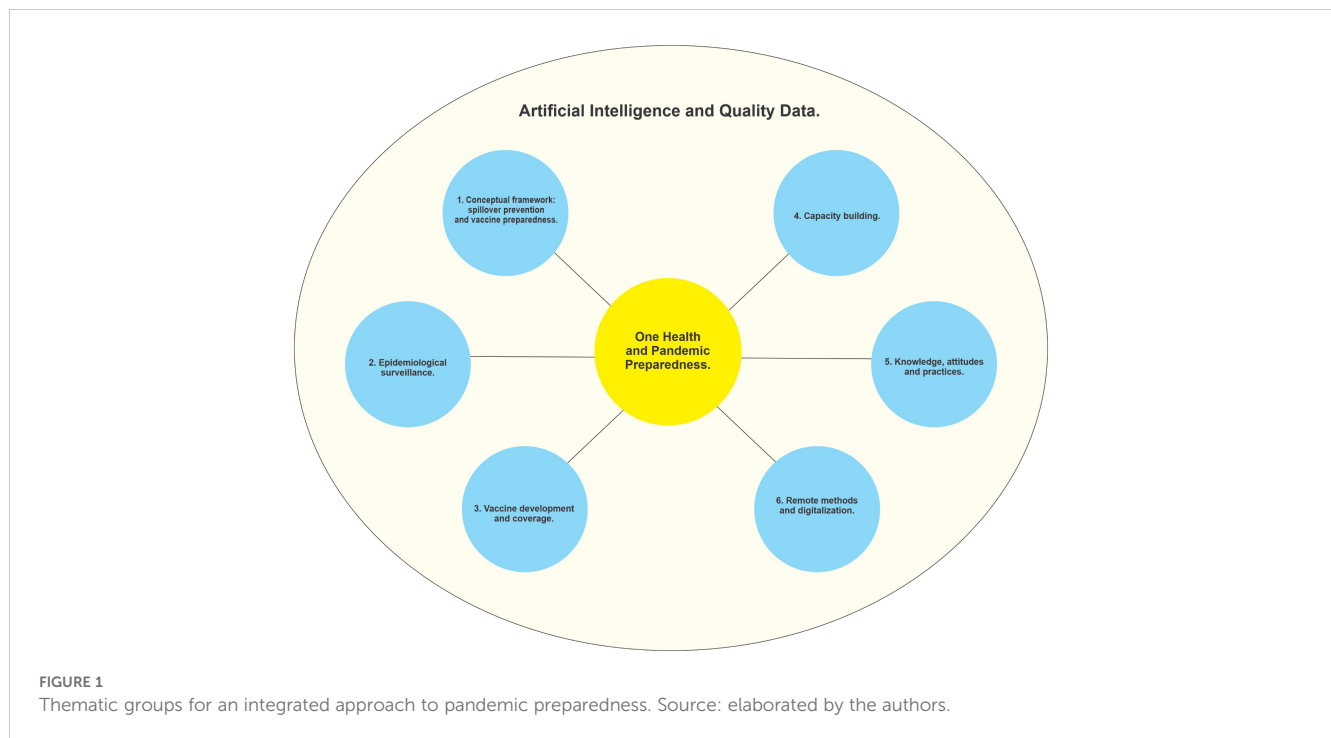 Artificial Intelligence and Quality Data.
1. Conceptual framework:
spillover prevention
and vaccine preparedness.
4. Capacity building.
One Health
and Pandemic
Preparedness.
2. Epidemiological
surveillance.
5. Knowledge, attitudes
and practices.
3. Vaccine development
and coverage.
6. Remote methods
and digitalization.
FIGURE 1
Thematic groups for an integrated approach to pandemic preparedness. Source: elaborated by the authors.